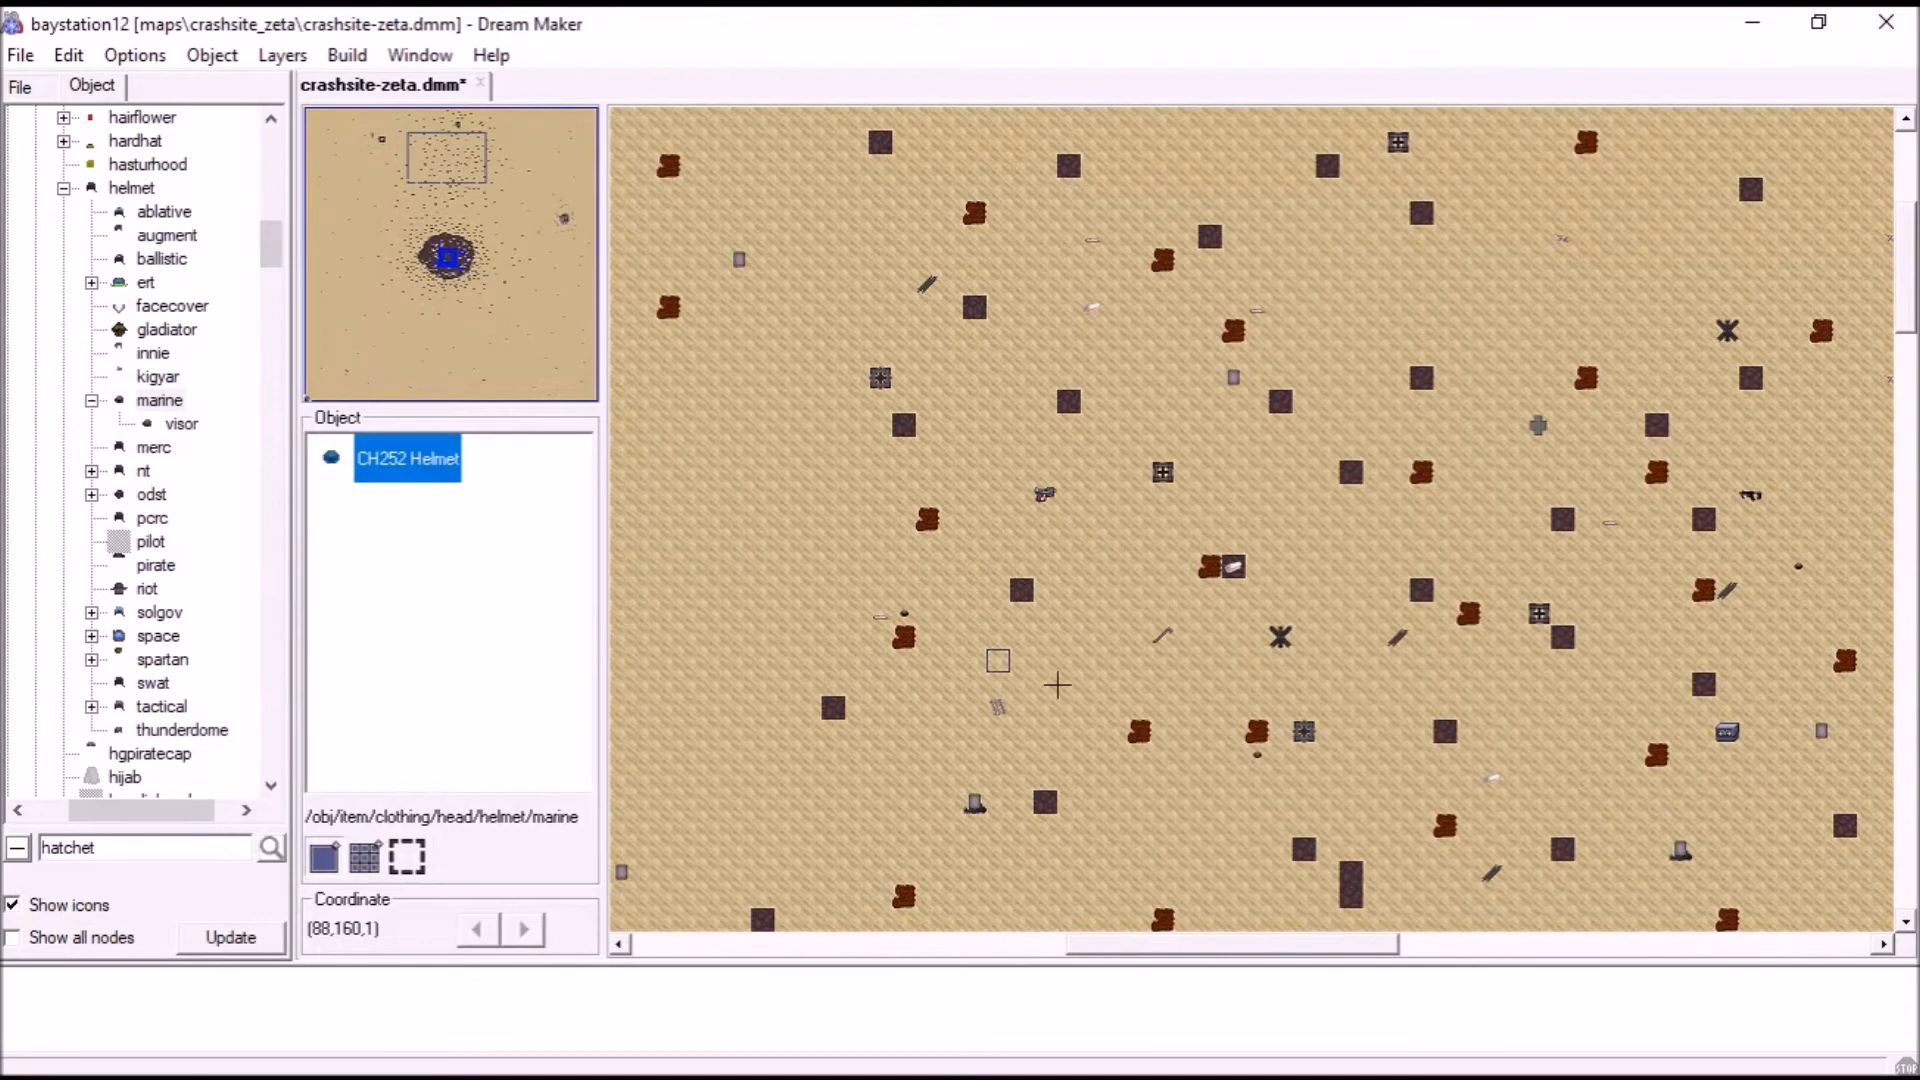 baystation12 [maps\crashsite_zeta\crashsite-zeta.dmm] - Dream Maker
File Edit Options Object Layers Build Window Help
File Object
crashsite-zeta.dmm*
hairflower
hardhat
hasturhood
helmet
ablative
augment
ballistic
ert
facecover
gladiator
innie
kigyar
marine
visor
merc
nt
odst
pcrc
pilot
pirate
riot
solgov
space
spartan
swat
tactical
thunderdome
hgpiratecap
hijab
hatchet
Show icons
Show all nodes
Update
Object
CH252 Helmet
/obj/item/clothing/head/helmet/marine
Coordinate
(88,160,1)
STOP